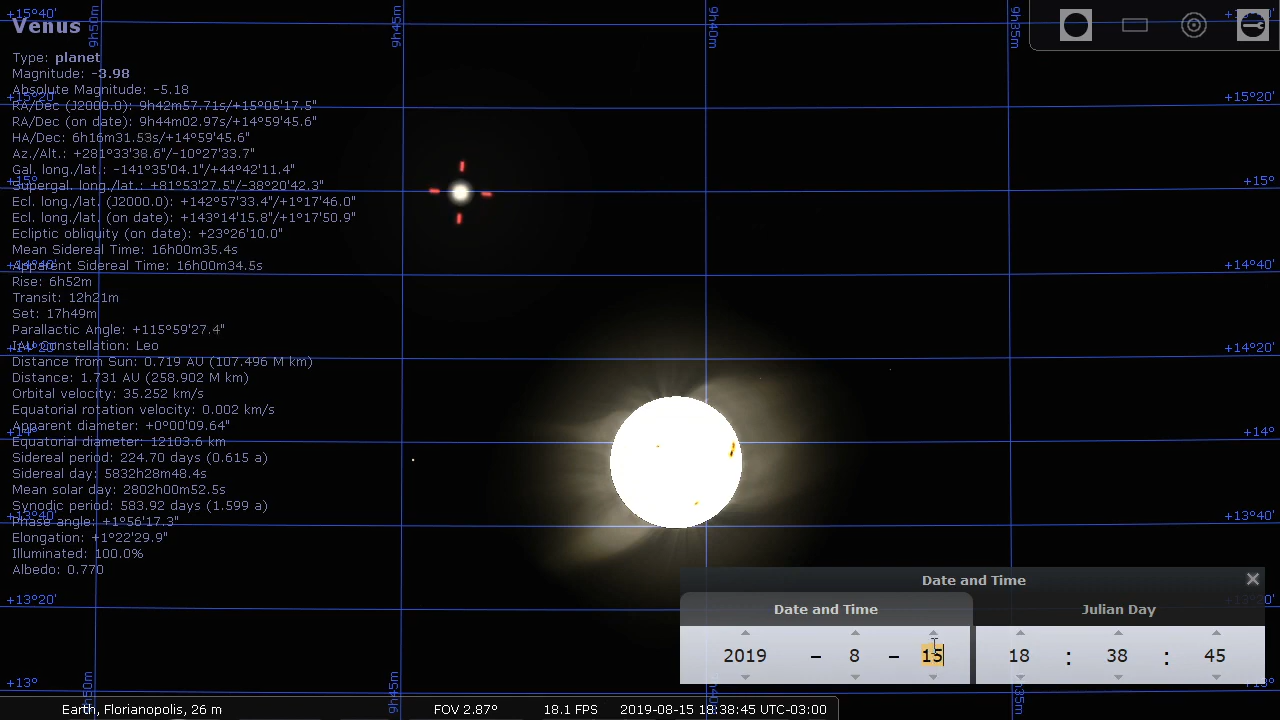 +15°40'
9h50m
9h45m
9h40m
9h35m
Venus
Type: planet
Magnitude: -3.98
Absolute Magnitude: -5.18
+15°20'
+15°20'
RA/Dec (J2000.0): 9h42m57.71s/+15°05'17.5"
RA/Dec (on date): 9h44m02.97s/+14°59'45.6"
HA/Dec: 6h16m31.53s/+14°59'45.6"
Az./Alt.: +281°33'38.6"/-10°27'33.7"
Gal. long./lat.: -141°35'04.1"/+44°42'11.4"
+15°
+15°
Supergal. long./lat.: +81°53'27.5"/-38°20'42.3"
Ecl. long./lat. (J2000.0): +142°57'33.4"/+1°17'46.0"
Ecl. long./lat. (on date): +143°14'15.8"/+1°17'50.9"
Ecliptic obliquity (on date): +23°26'10.0"
Mean Sidereal Time: 16h00m35.4s
+14°40'
+14°40'
Apparent Sidereal Time: 16h00m34.5s
Rise: 6h52m
Transit: 12h21m
Set: 17h49m
Parallactic Angle: +115°59'27.4"
IAU Constellation: Leo
+14°20'
+14°20'
Distance from Sun: 0.719 AU (107.496 M km)
Distance: 1.731 AU (258.902 M km)
Orbital velocity: 35.252 km/s
Equatorial rotation velocity: 0.002 km/s
Apparent diameter: +0°00'09.64"
+14°
+14°
Equatorial diameter: 12103.6 km
Sidereal period: 224.70 days (0.615 a)
Sidereal day: 5832h28m48.4s
Mean solar day: 2802h00m52.5s
Synodic period: 583.92 days (1.599 a)
+13°40'
+13°40'
Phase angle: +1°56'17.3"
Elongation: +1°22'29.9"
Illuminated: 100.0%
Albedo: 0.770
Date and Time
+13°20'
Date and Time
Julian Day
2019 - 8 - 15 18 : 38 : 45
+13°
9h50m
9h45m
Earth, Florianopolis, 26 m FOV 2.87° 18.1 FPS 2019-08-15 18:38:45 UTC-03:00